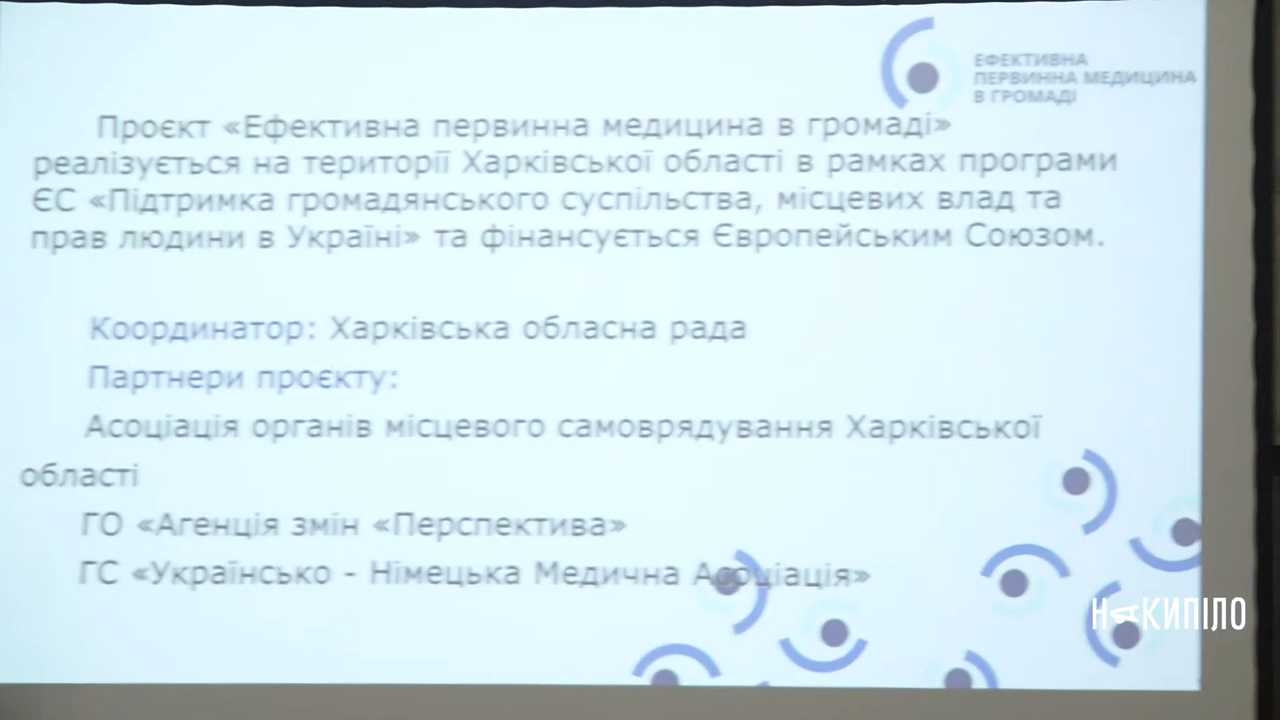 ЕФЕКТИВНА
ПЕРВИННА МЕДИЦИНА
В ГРОМАДІ
Проєкт «Ефективна первинна медицина в громаді»
реалізується на території Харківської області в рамках програми
ЄС «Підтримка громадянського суспільства, місцевих влад та
прав людини в Україні» та фінансується Європейським Союзом.
Координатор: Харківська обласна рада
Партнери проєкту:
Асоціація органів місцевого самоврядування Харківської
області
ГО «Агенція змін «Перспектива»
ГС «Українсько - Німецька Медична Асоціація»
НАКИПІЛО